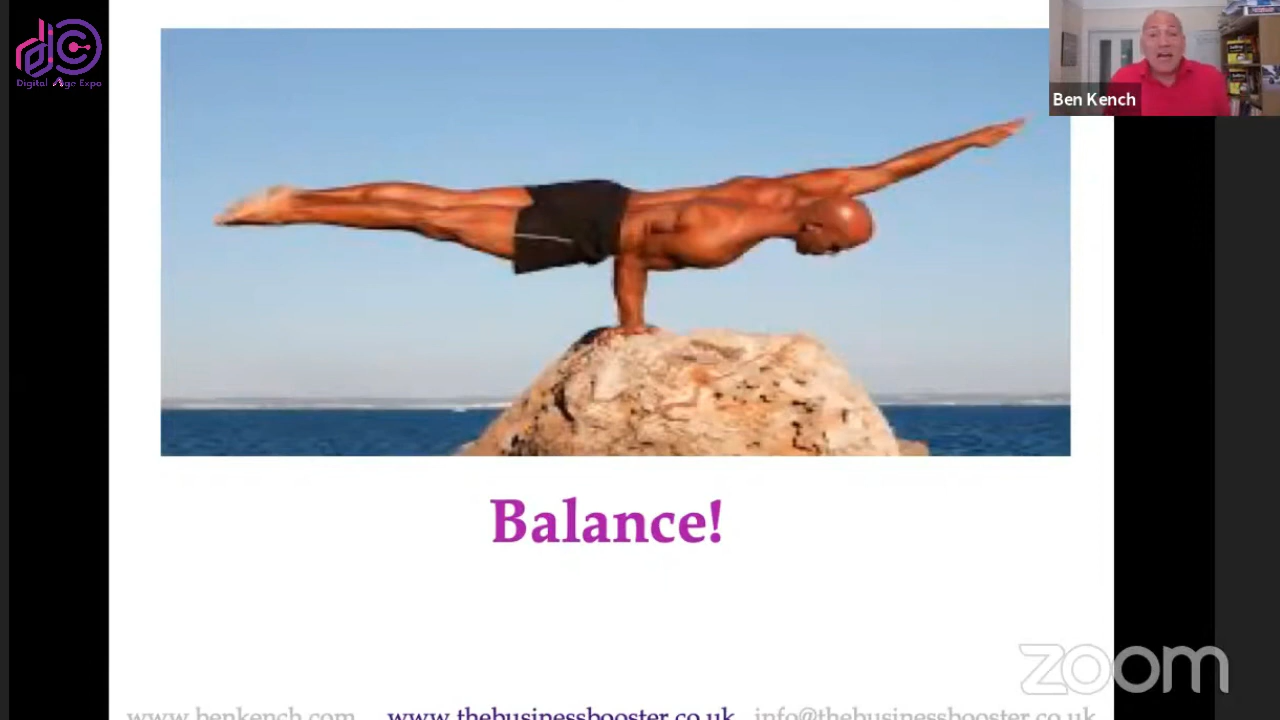 Digital Age Expo
Ben Kench
Balance!
www.benkench.com www.thebusinessbooster.co.uk info@thebusinessbooster.co.uk
zoom